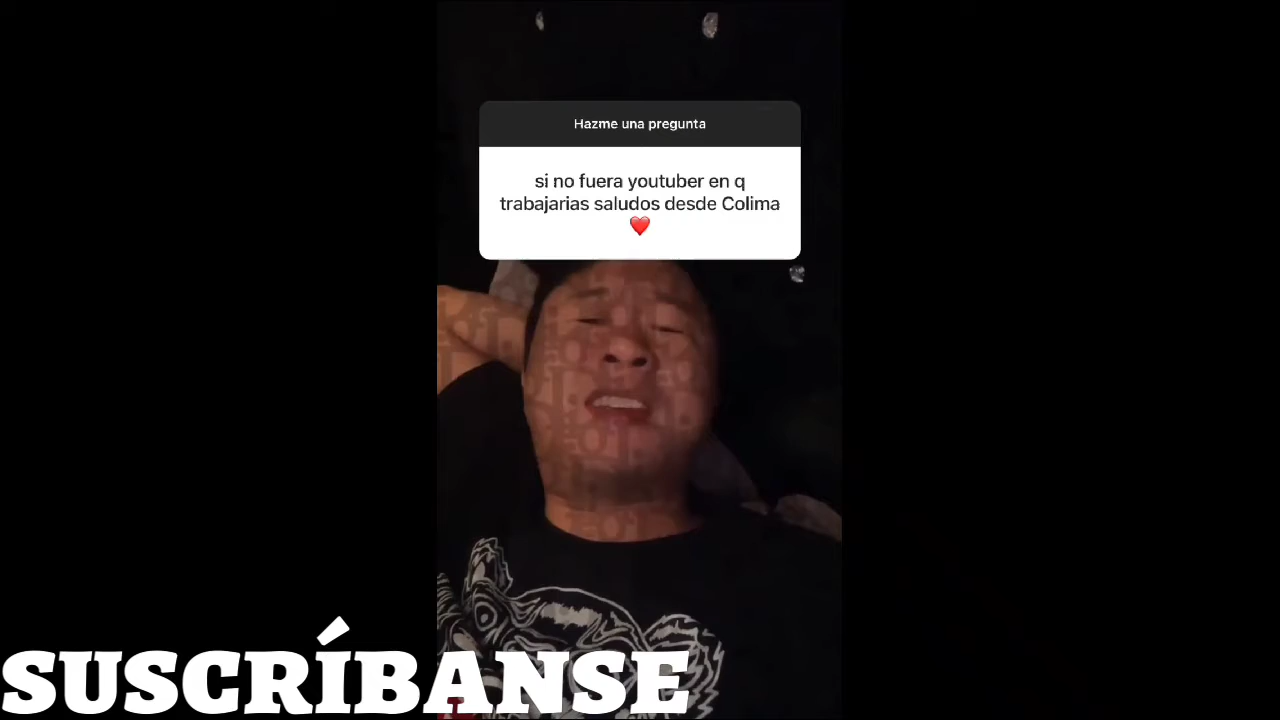 Hazme una pregunta
si no fuera youtuber en q
trabajarias saludos desde Colima
❤️
SUSCRÍBANSE